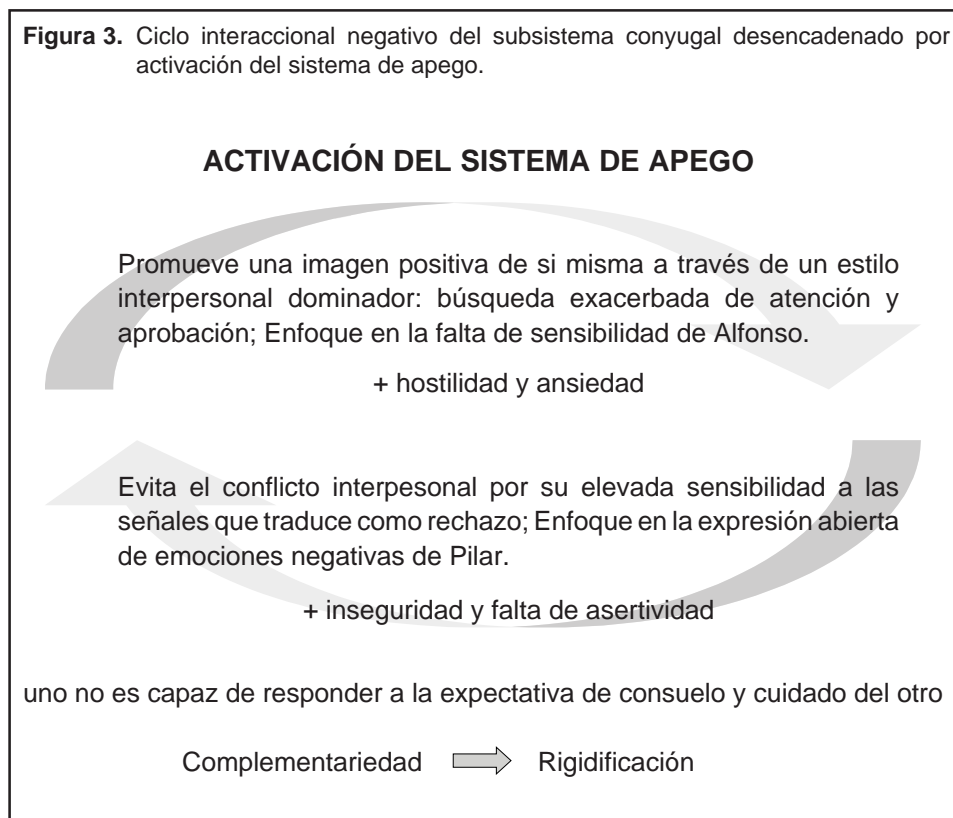 Figura 3. Ciclo interaccional negativo del subsistema conyugal desencadenado por
activación del sistema de apego.
ACTIVACIÓN DEL SISTEMA DE APEGO
Promueve una imagen positiva de si misma a través de un estilo
interpersonal dominador: búsqueda exacerbada de atención y
aprobación; Enfoque en la falta de sensibilidad de Alfonso.
+ hostilidad y ansiedad
Evita el conflicto interpesonal por su elevada sensibilidad a las
señales que traduce como rechazo; Enfoque en la expresión abierta
de emociones negativas de Pilar.
+ inseguridad y falta de asertividad
uno no es capaz de responder a la expectativa de consuelo y cuidado del otro
Complementariedad Rigidificación